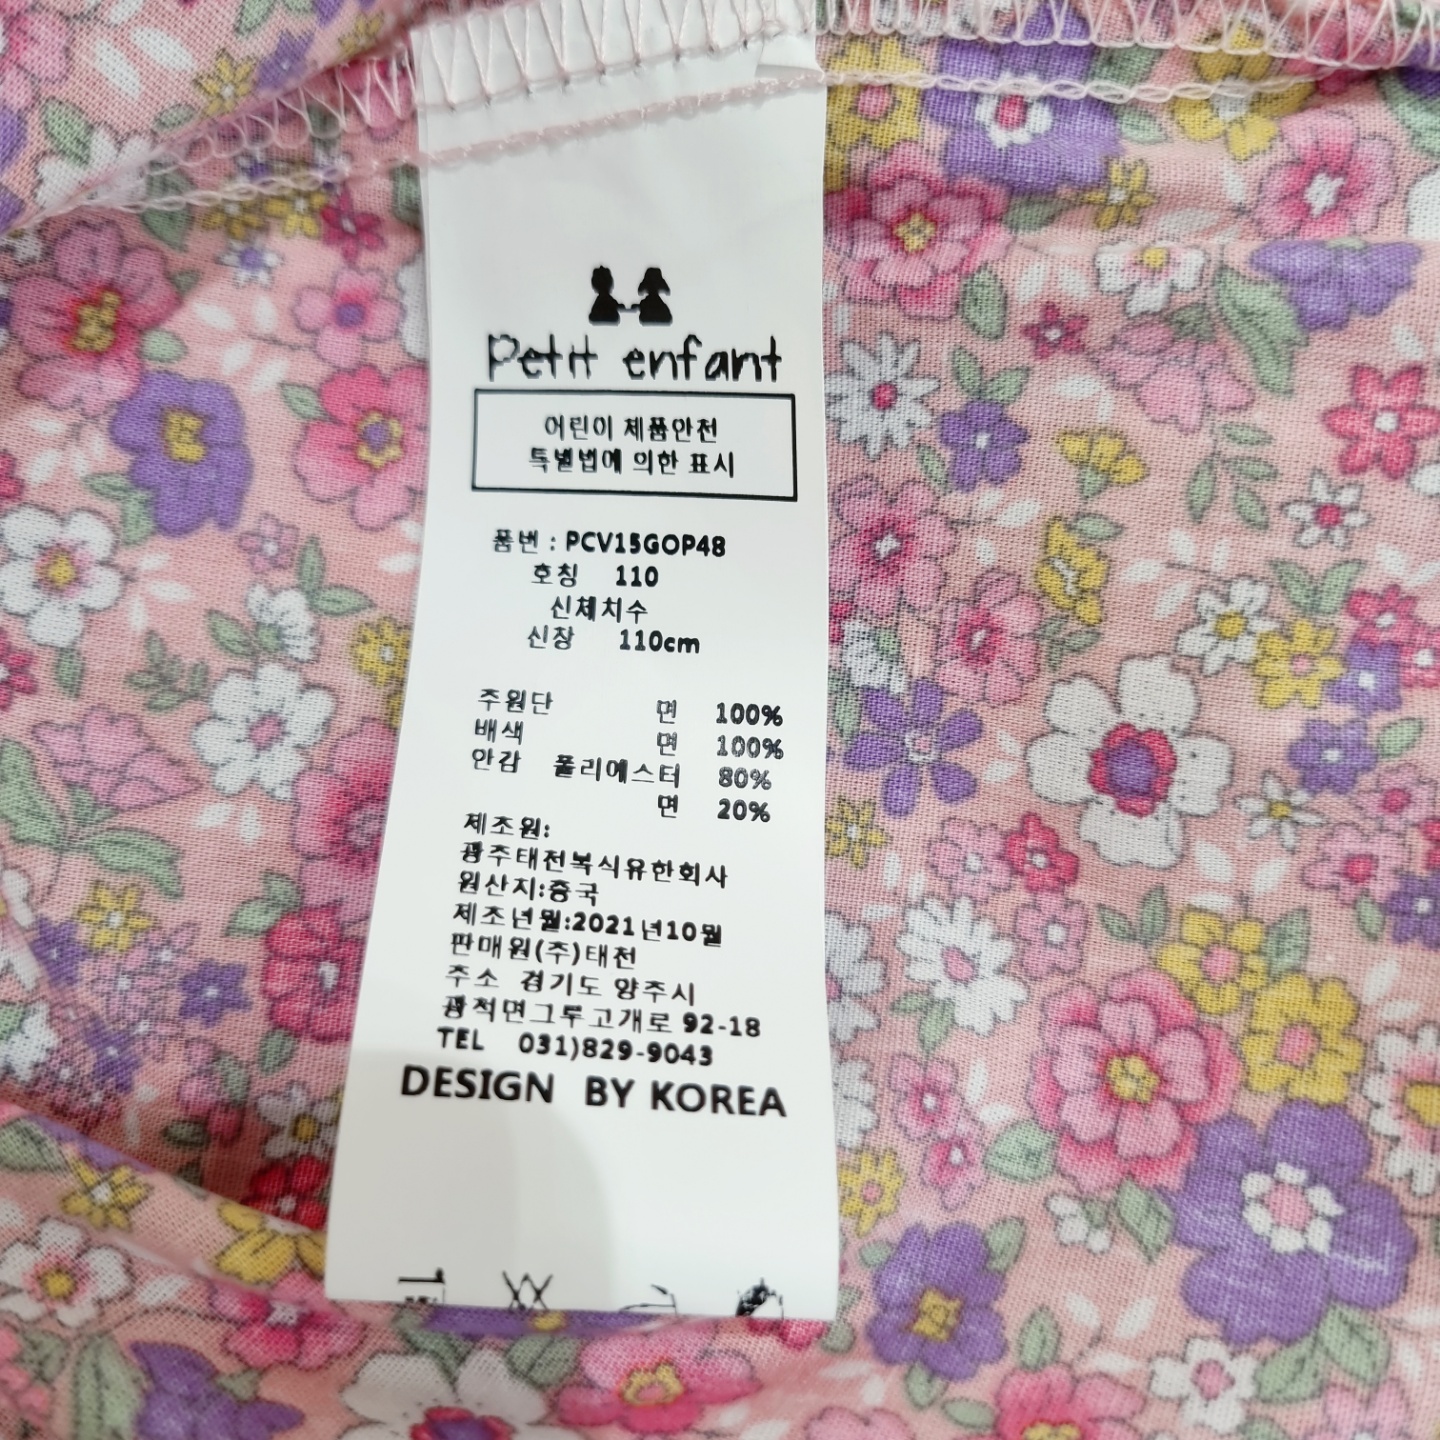 Petit enfant
어린이 제품안전
특별법에 의한 표시
품번 : PCV15GOP48
호칭 110
신체치수
신장 110cm
주원단 면 100%
배색 면 100%
안감 폴리에스터 80%
면 20%
제조원:
광주태전복식유한회사
원산지:중국
제조년월:2021년10월
판매원(주)태전
주소 경기도 양주시
광적면그루고개로 92-18
TEL 031)829-9043
DESIGN BY KOREA